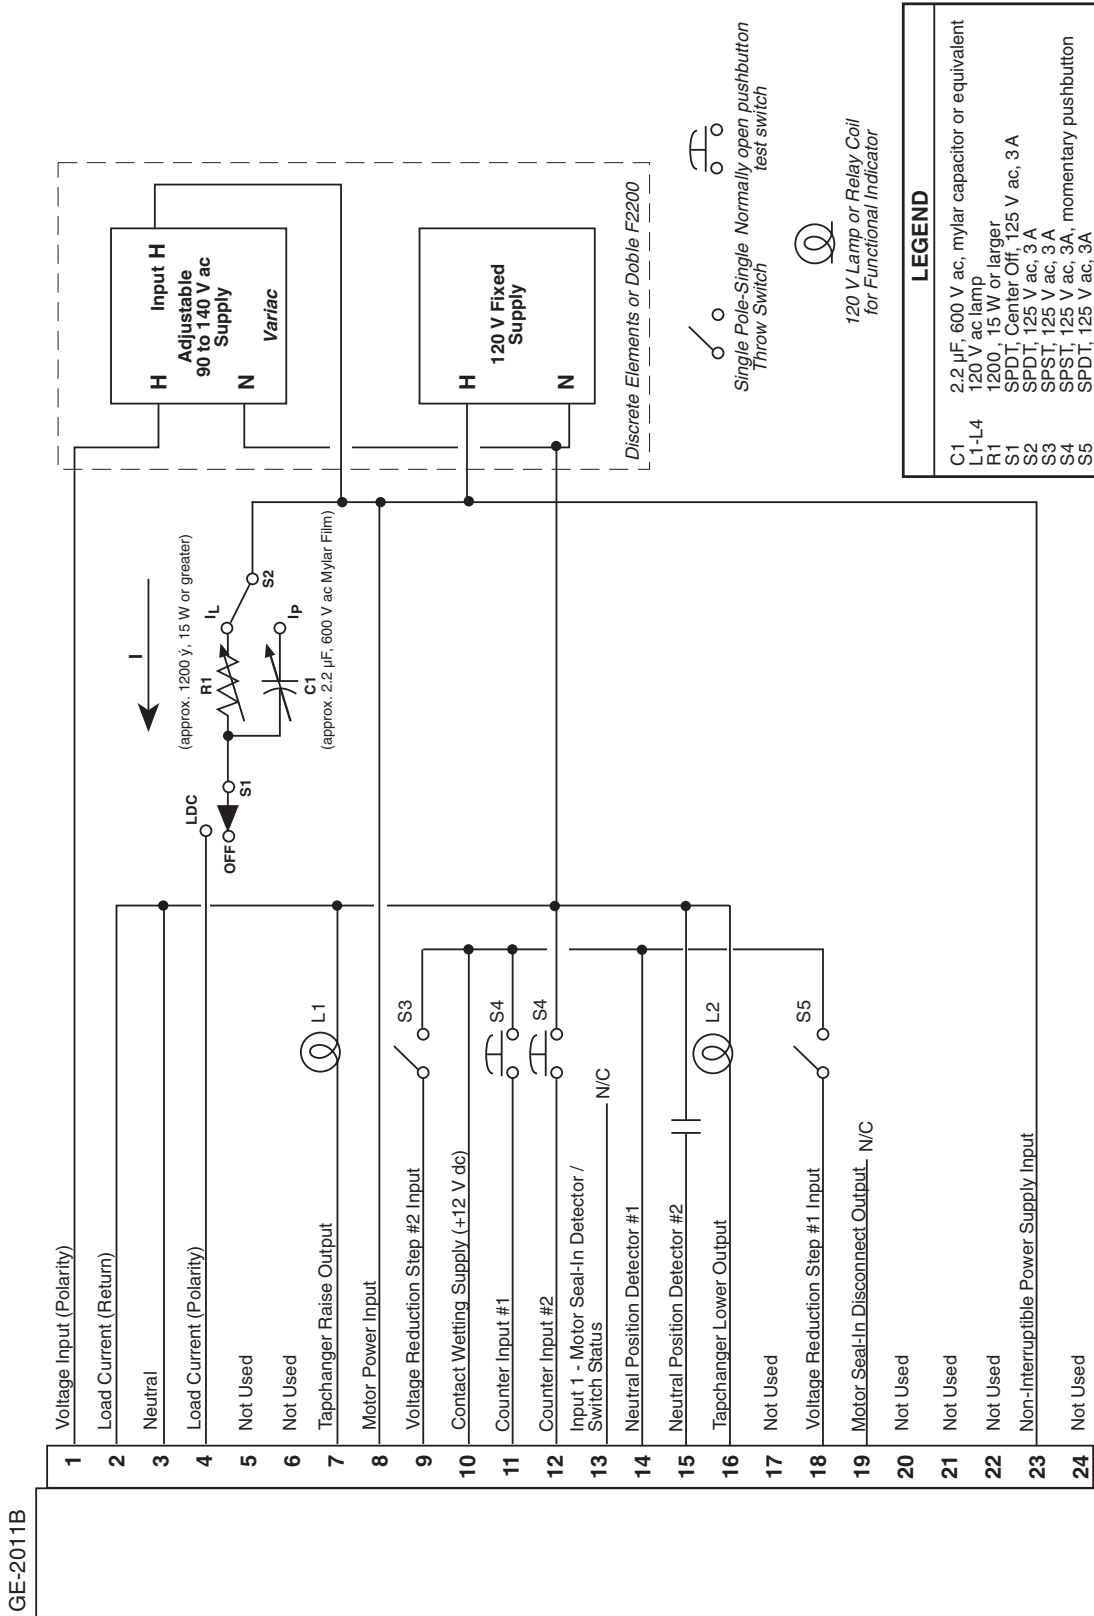 GE-2011B
1 Voltage Input (Polarity)
2 Load Current (Return)
3 Neutral
4 Load Current (Polarity)
5 Not Used
6 Not Used
7 Tapchanger Raise Output
8 Motor Power Input
9 Voltage Reduction Step #2 Input
10 Contact Wetting Supply (+12 V dc)
11 Counter Input #1
12 Counter Input #2
13 Input 1 - Motor Seal-In Detector /
Switch Status
14 Neutral Position Detector #1
15 Neutral Position Detector #2
16 Tapchanger Lower Output
17 Not Used
18 Voltage Reduction Step #1 Input
19 Motor Seal-In Disconnect Output
20 Not Used
21 Not Used
22 Not Used
23 Non-Interruptible Power Supply Input
24 Not Used
L1
S3
S4
S4
N/C
L2
S5
N/C
LDC
OFF
S1
I
(approx. 1200 ý, 15 W or greater)
R1
IL
S2
IP
C1
(approx. 2.2 µF, 600 V ac Mylar Film)
Input H
Adjustable
90 to 140 V ac
Supply
Variac
H
N
120 V Fixed
Supply
H
N
Discrete Elements or Doble F2200
Single Pole-Single
Throw Switch
Normally open pushbutton
test switch
120 V Lamp or Relay Coil
for Functional Indicator
LEGEND
C1 2.2 µF, 600 V ac, mylar capacitor or equivalent
L1-L4 120 V ac lamp
R1 1200 , 15 W or larger
S1 SPDT, Center Off, 125 V ac, 3 A
S2 SPDT, 125 V ac, 3 A
S3 SPST, 125 V ac, 3 A
S4 SPST, 125 V ac, 3A, momentary pushbutton
S5 SPDT, 125 V ac, 3A